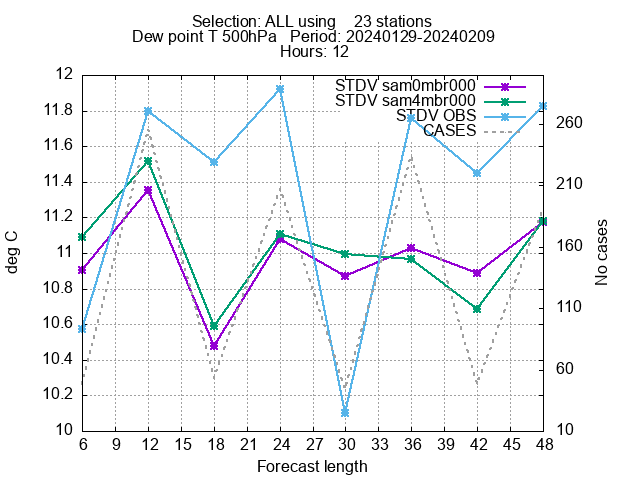 Selection: ALL using 23 stations
Dew point T 500hPa Period: 20240129-20240209
Hours: 12
STDV sam0mbr000
STDV sam4mbr000
STDV OBS
CASES
12
11.8
11.6
11.4
11.2
11
10.8
10.6
10.4
10.2
10
deg C
260
210
160
110
60
10
No cases
6 9 12 15 18 21 24 27 30 33 36 39 42 45 48
Forecast length